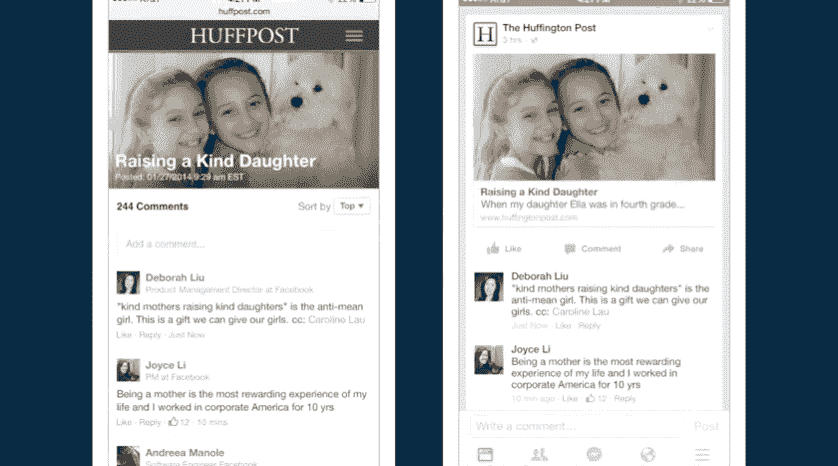 huffpost.com
HUFFPOST
Raising a Kind Daughter
Posted: 01/27/2014 9:29 am EST
244 Comments
Sort by Top
Add a comment...
Deborah Liu
Product Management Director at Facebook
"kind mothers raising kind daughters" is the anti-mean
girl. This is a gift we can give our girls. cc: Caroline Lau
Like · Reply · Just Now
Joyce Li
PM at Facebook
Being a mother is the most rewarding experience of my
life and I worked in corporate America for 10 yrs
Like · Reply · 12 · 10 mins
Andreea Manole
Software Engineer Facebook
The Huffington Post
3 hrs ·
Raising a Kind Daughter
When my daughter Ella was in fourth grade...
www.huffingtonpost.com
Like Comment Share
Deborah Liu
"kind mothers raising kind daughters" is the
anti-mean girl. This is a gift we can give our
girls. cc: Caroline Lau
Just Now · Like · Reply
Joyce Li
Being a mother is the most rewarding
experience of my life and I worked in
corporate America for 10 yrs
10 min ago · Like · 12 · Reply
Write a comment... Post